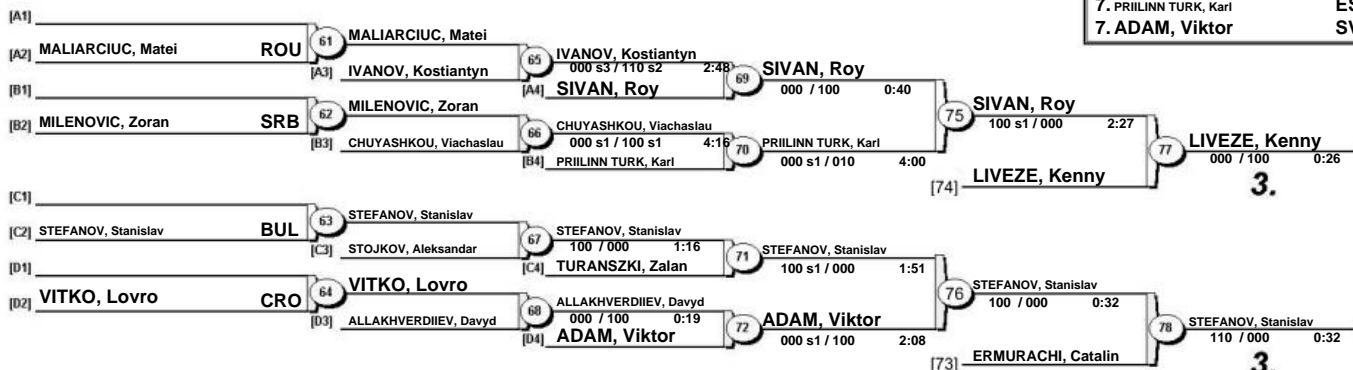 7. PRIILINN TURK, Karl ES
7. ADAM, Viktor SV
[A1]
[A2] MALIARCIUC, Matei ROU
61 MALIARCIUC, Matei
[A3] IVANOV, Kostiantyn
65 IVANOV, Kostiantyn
000 s3 / 110 s2 2:48
[A4] SIVAN, Roy
69 SIVAN, Roy
000 / 100 0:40
[B1]
[B2] MILENOVIC, Zoran SRB
62 MILENOVIC, Zoran
[B3] CHUYASHKOU, Viachaslau
66 CHUYASHKOU, Viachaslau
000 s1 / 100 s1 4:16
[B4] PRIILINN TURK, Karl
70 PRIILINN TURK, Karl
000 s1 / 010 4:00
75 SIVAN, Roy
100 s1 / 000 2:27
[74] LIVEZE, Kenny
77 LIVEZE, Kenny
000 / 100 0:26
3.
[C1]
[C2] STEFANOV, Stanislav BUL
63 STEFANOV, Stanislav
[C3] STOJKOV, Aleksandar
67 STEFANOV, Stanislav
100 / 000 1:16
[C4] TURANSZKI, Zalan
71 STEFANOV, Stanislav
100 s1 / 000 1:51
[D1]
[D2] VITKO, Lovro CRO
64 VITKO, Lovro
[D3] ALLAKHVERDIIEV, Davyd
68 ALLAKHVERDIIEV, Davyd
000 / 100 0:19
[D4] ADAM, Viktor
72 ADAM, Viktor
000 s1 / 100 2:08
76 STEFANOV, Stanislav
100 / 000 0:32
[73] ERMURACHI, Catalin
78 STEFANOV, Stanislav
110 / 000 0:32
3.